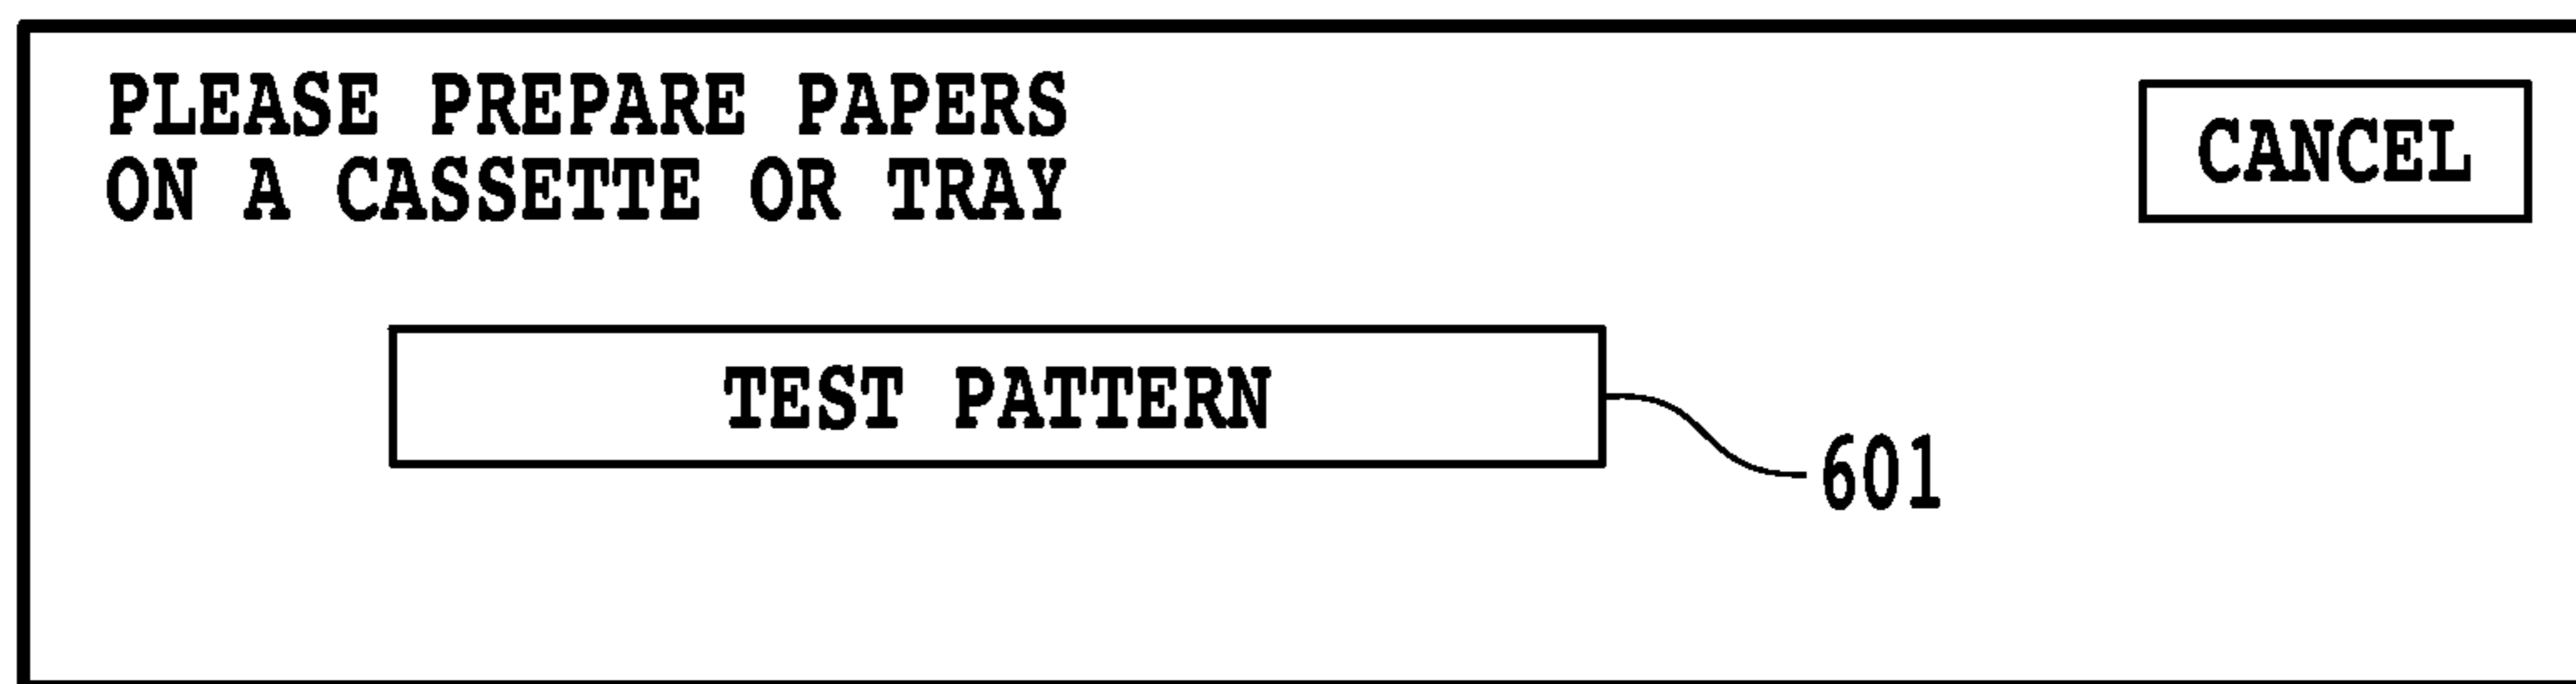 PLEASE PREPARE PAPERS
ON A CASSETTE OR TRAY
CANCEL
TEST PATTERN
601